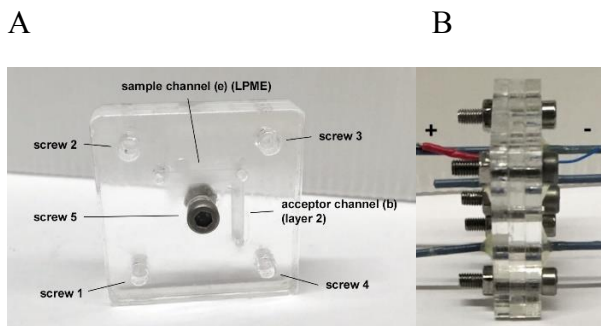 A
B
sample channel (e) (LPME)
screw 2
screw 3
+
-
acceptor channel (b)
(layer 2)
screw 5
screw 1
screw 4